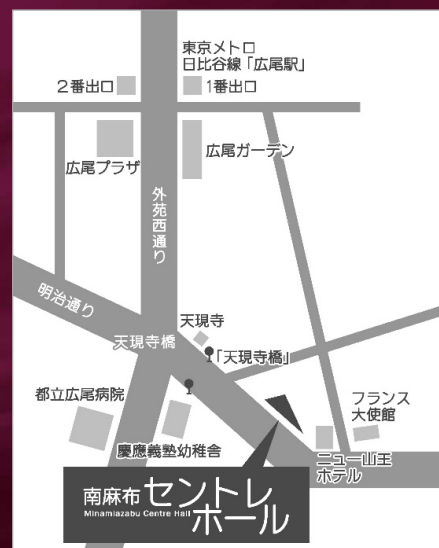 東京メトロ
日比谷線「広尾駅」
2番出口
1番出口
広尾プラザ
広尾ガーデン
外苑西通り
明治通り
天現寺
天現寺橋
「天現寺橋」
都立広尾病院
慶應義塾幼稚舎
フランス
大使館
ニュー山王
ホテル
南麻布セントレ
Minamiazabu Centre Hall
ホール